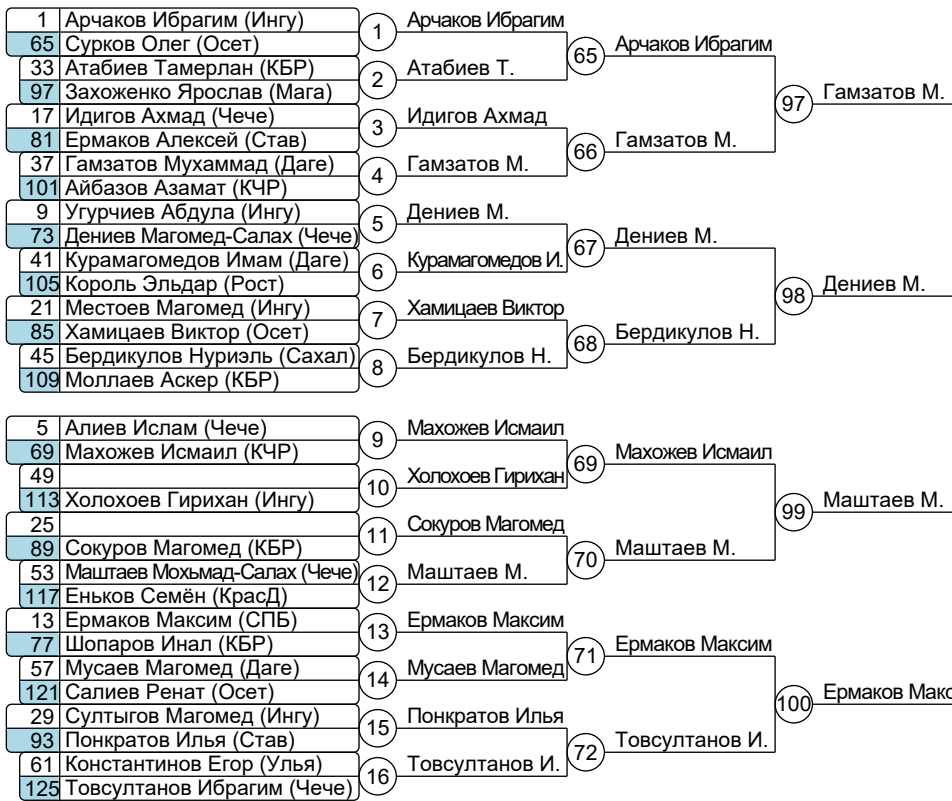 1 Арчаков Ибрагим (Ингу)
65 Сурков Олег (Осет)
33 Атабиев Тамерлан (КБР)
97 Захоженко Ярослав (Мага)
17 Идигов Ахмад (Чече)
81 Ермаков Алексей (Став)
37 Гамзатов Мухаммад (Даге)
101 Айбазов Азамат (КЧР)
9 Угурчиев Абдула (Ингу)
73 Дениев Магомед-Салах (Чече)
41 Курамагомедов Имам (Даге)
105 Король Эльдар (Рост)
21 Местоев Магомед (Ингу)
85 Хамицаев Виктор (Осет)
45 Бердикулов Нуриэль (Сахал)
109 Моллаев Аскер (КБР)
1 Арчаков Ибрагим
2 Атабиев Т.
3 Идигов Ахмад
4 Гамзатов М.
5 Дениев М.
6 Курамагомедов И.
7 Хамицаев Виктор
8 Бердикулов Н.
65 Арчаков Ибрагим
66 Гамзатов М.
67 Дениев М.
68 Бердикулов Н.
97 Гамзатов М.
98 Дениев М.
5 Алиев Ислам (Чече)
69 Махожев Исмаил (КЧР)
49
113 Холохоев Гирихан (Ингу)
25
89 Сокуров Магомед (КБР)
53 Маштаев Мохьмад-Салах (Чече)
117 Еньков Семён (КрасД)
13 Ермаков Максим (СПБ)
77 Шопаров Инал (КБР)
57 Мусаев Магомед (Даге)
121 Салиев Ренат (Осет)
29 Султыгов Магомед (Ингу)
93 Понкратов Илья (Став)
61 Константинов Егор (Улья)
125 Товсултанов Ибрагим (Чече)
9 Махожев Исмаил
10 Холохоев Гирихан
11 Сокуров Магомед
12 Маштаев М.
13 Ермаков Максим
14 Мусаев Магомед
15 Понкратов Илья
16 Товсултанов И.
69 Махожев Исмаил
70 Маштаев М.
71 Ермаков Максим
72 Товсултанов И.
99 Маштаев М.
100 Ермаков Макс